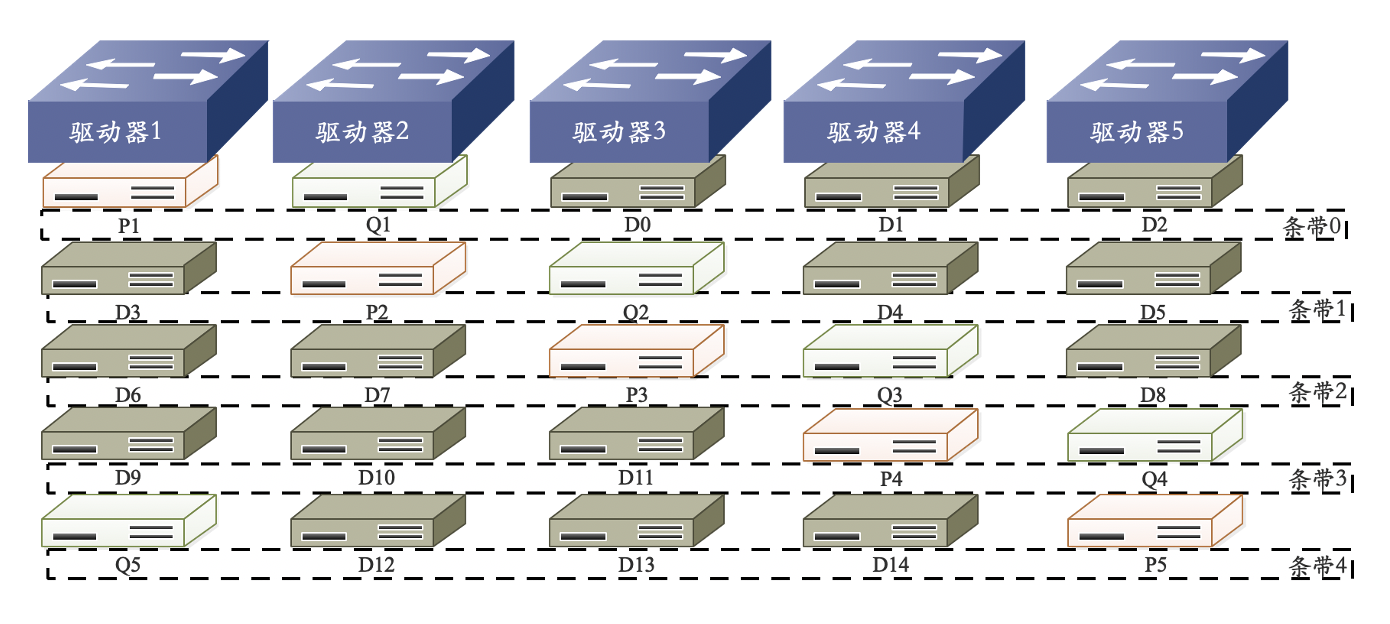 驱动器1 驱动器2 驱动器3 驱动器4 驱动器5
P1 Q1 D0 D1 D2 条带0
D3 P2 Q2 D4 D5 条带1
D6 D7 P3 Q3 D8 条带2
D9 D10 D11 P4 Q4 条带3
Q5 D12 D13 D14 P5 条带4